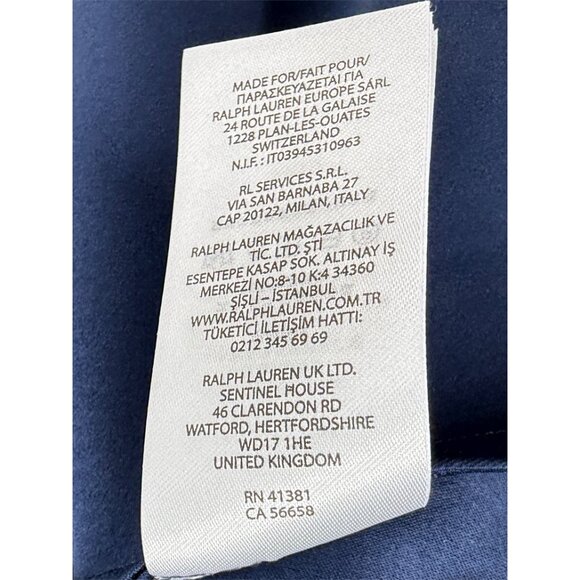 MADE FOR/FAIT POUR/
ΠΑΡΑΣΚΕΥΑΖΕΤΑΙ ΓΙΑ
RALPH LAUREN EUROPE SÀRL
24 ROUTE DE LA GALAISE
1228 PLAN-LES-OUATES
SWITZERLAND
N.I.F. : IT03945310963
RL SERVICES S.R.L.
VIA SAN BARNABA 27
CAP 20122, MILAN, ITALY
RALPH LAUREN MAĞAZACILIK VE
TİC. LTD. ŞTİ
ESENTEPE KASAP SOK. ALTINAY İŞ
MERKEZİ NO:8-10 K:4 34360
ŞİŞLİ – İSTANBUL
WWW.RALPHLAUREN.COM.TR
TÜKETİCİ İLETİŞİM HATTI:
0212 345 69 69
RALPH LAUREN UK LTD.
SENTINEL HOUSE
46 CLARENDON RD
WATFORD, HERTFORDSHIRE
WD17 1HE
UNITED KINGDOM
RN 41381
CA 56658